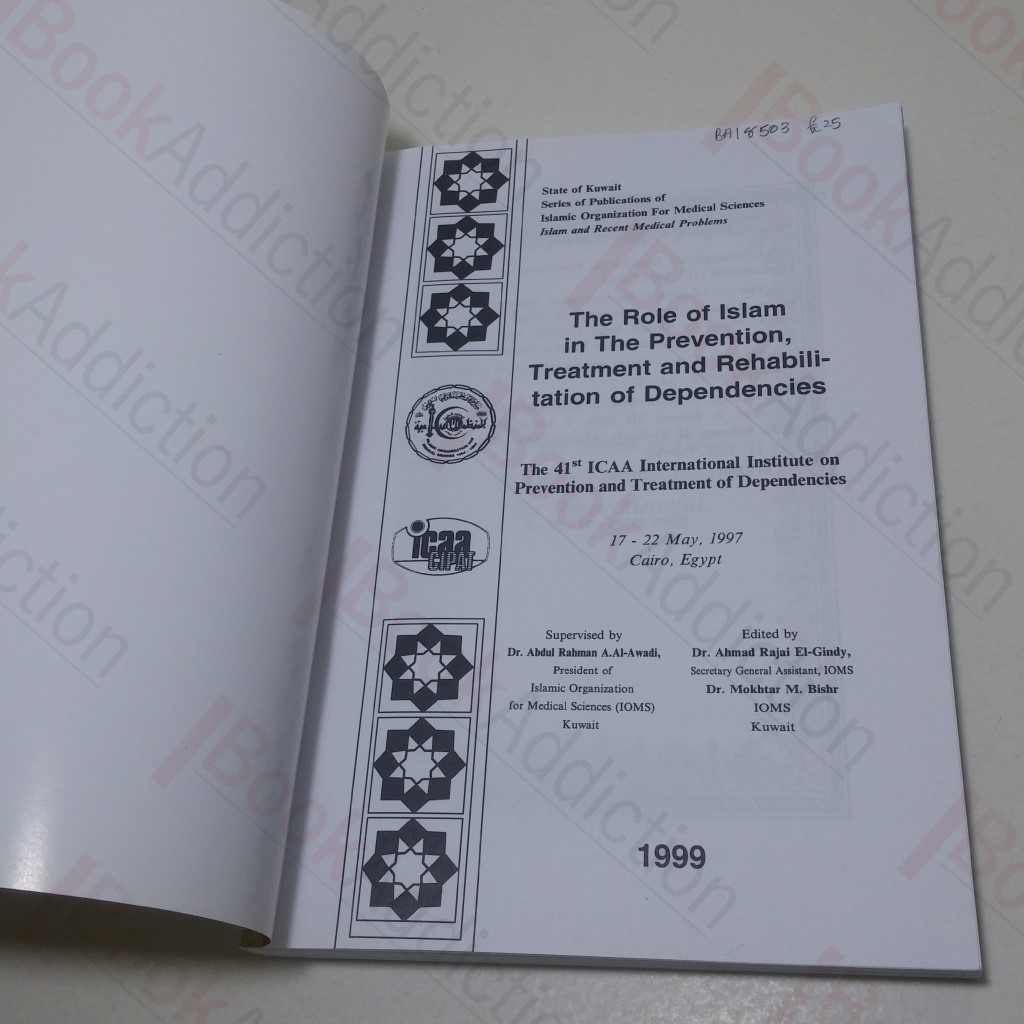 BA18503 £25
State of Kuwait
Series of Publications of
Islamic Organization For Medical Sciences
Islam and Recent Medical Problems
The Role of Islam
in The Prevention,
Treatment and Rehabili-
tation of Dependencies
The 41st ICAA International Institute on
Prevention and Treatment of Dependencies
17 - 22 May, 1997
Cairo, Egypt
icaa
CIPAT
Supervised by
Dr. Abdul Rahman A.Al-Awadi,
President of
Islamic Organization
for Medical Sciences (IOMS)
Kuwait
Edited by
Dr. Ahmad Rajai El-Gindy,
Secretary General Assistant, IOMS
Dr. Mokhtar M. Bishr
IOMS
Kuwait
1999
BookAddiction